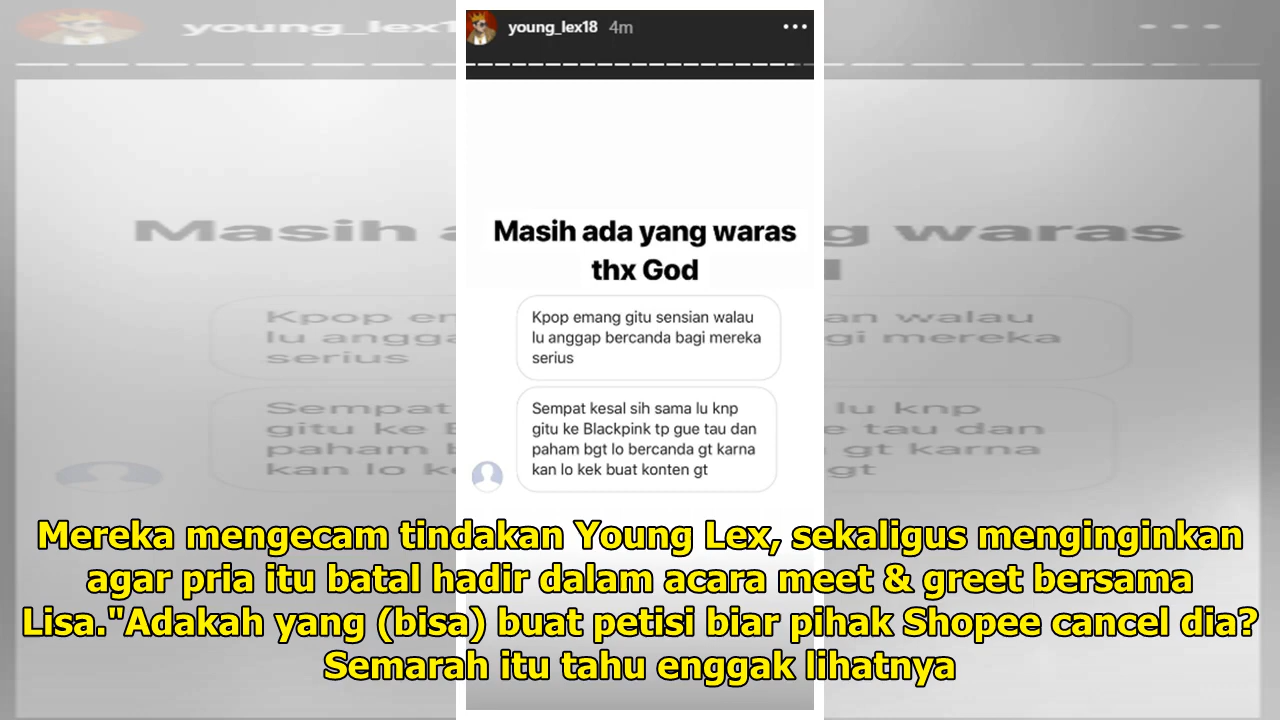 young_lex18 4m
Masih ada yang waras
thx God
Kpop emang gitu sensian walau
lu anggap bercanda bagi mereka
serius
Sempat kesal sih sama lu knp
gitu ke Blackpink tp gue tau dan
paham bgt lo bercanda gt karna
kan lo kek buat konten gt
Mereka mengecam tindakan Young Lex, sekaligus menginginkan
agar pria itu batal hadir dalam acara meet & greet bersama
Lisa."Adakah yang (bisa) buat petisi biar pihak Shopee cancel dia?
Semarah itu tahu enggak lihatnya